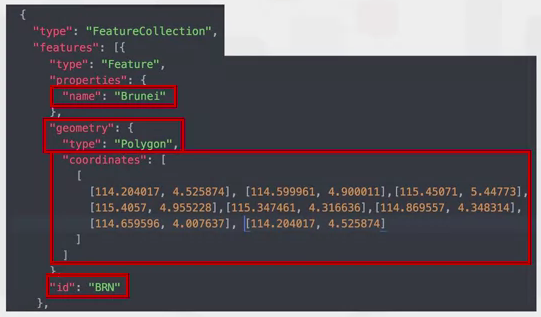 {
"type": "FeatureCollection",
"features": [{
"type": "Feature",
"properties": {
"name": "Brunei"
},
"geometry": {
"type": "Polygon",
"coordinates": [
[
[114.204017, 4.525874], [114.599961, 4.900011],[115.45071, 5.44773],
[115.4057, 4.955228],[115.347461, 4.316636],[114.869557, 4.348314],
[114.659596, 4.007637], [114.204017, 4.525874]
]
]
},
"id": "BRN"
},